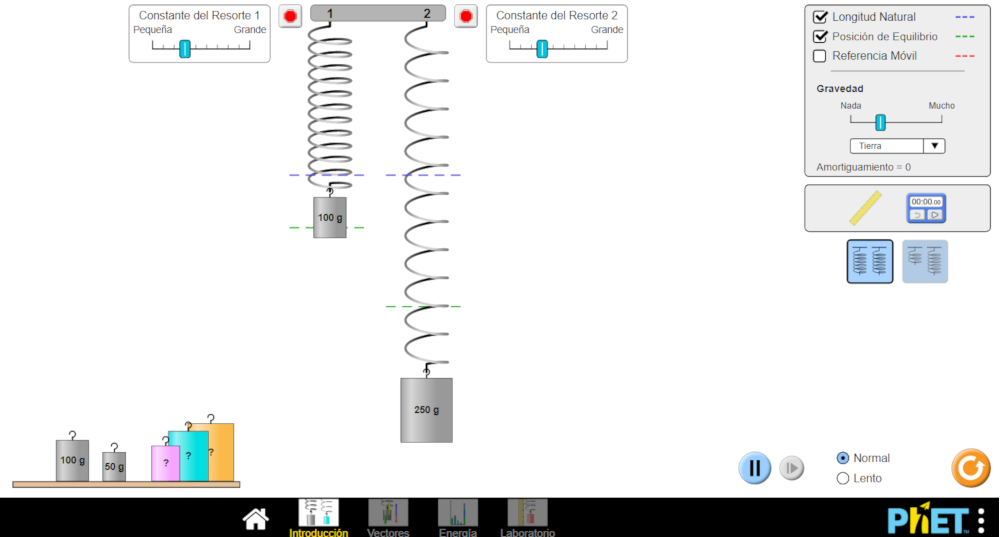 Constante del Resorte 1
Pequeña Grande
1 2
Constante del Resorte 2
Pequeña Grande
Longitud Natural
Posición de Equilibrio
Referencia Móvil
Gravedad
Nada Mucho
Tierra
Amortiguamiento = 0
00:00.00
100 g
250 g
100 g
50 g
?
?
?
Normal
Lento
Introducción
Vectores
Energía
Laboratorio
PhET